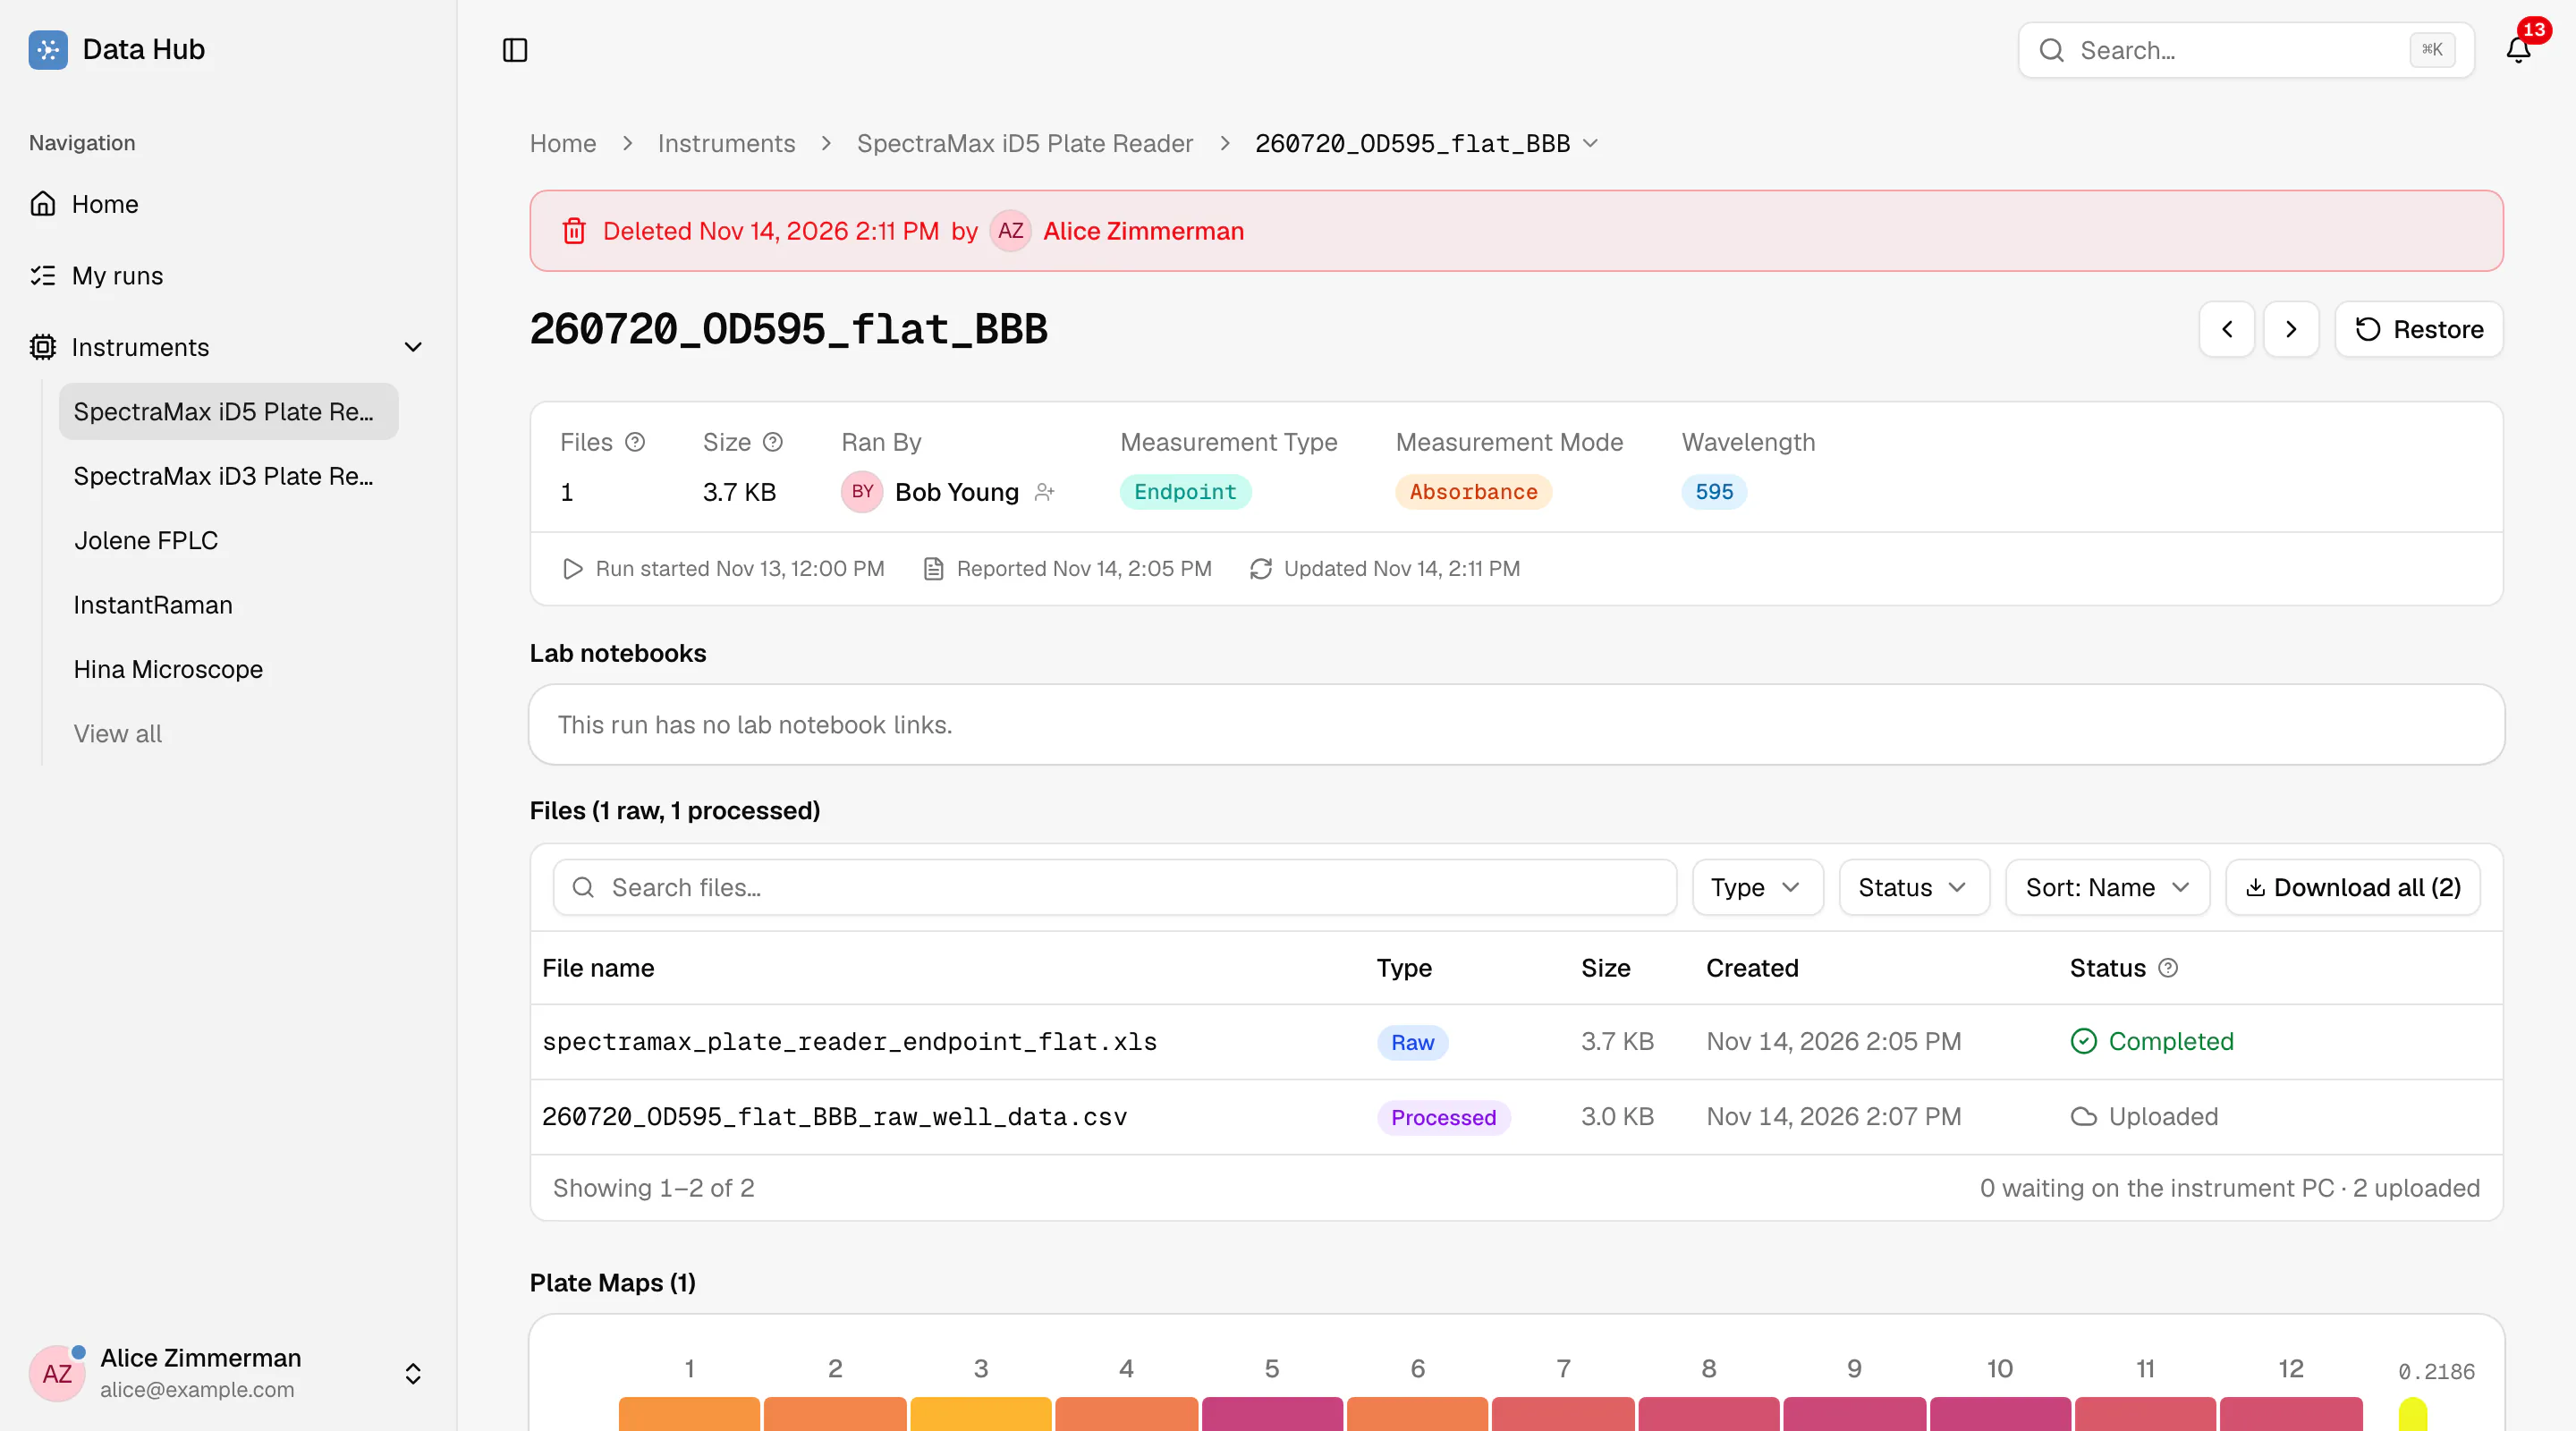 Data Hub
Navigation
Home
My runs
Instruments
SpectraMax iD5 Plate Re...
SpectraMax iD3 Plate Re...
Jolene FPLC
InstantRaman
Hina Microscope
View all
AZ
Alice Zimmerman
alice@example.com
Search...
⌘K
13
Home > Instruments > SpectraMax iD5 Plate Reader > 260720_OD595_flat_BBB
Deleted Nov 14, 2026 2:11 PM by AZ Alice Zimmerman
260720_OD595_flat_BBB
Restore
Files Size Ran By Measurement Type Measurement Mode Wavelength
1 3.7 KB BY Bob Young Endpoint Absorbance 595
Run started Nov 13, 12:00 PM Reported Nov 14, 2:05 PM Updated Nov 14, 2:11 PM
Lab notebooks
This run has no lab notebook links.
Files (1 raw, 1 processed)
Search files... Type Status Sort: Name Download all (2)
File name Type Size Created Status
spectramax_plate_reader_endpoint_flat.xls Raw 3.7 KB Nov 14, 2026 2:05 PM Completed
260720_OD595_flat_BBB_raw_well_data.csv Processed 3.0 KB Nov 14, 2026 2:07 PM Uploaded
Showing 1–2 of 2 0 waiting on the instrument PC · 2 uploaded
Plate Maps (1)
1 2 3 4 5 6 7 8 9 10 11 12 0.2186